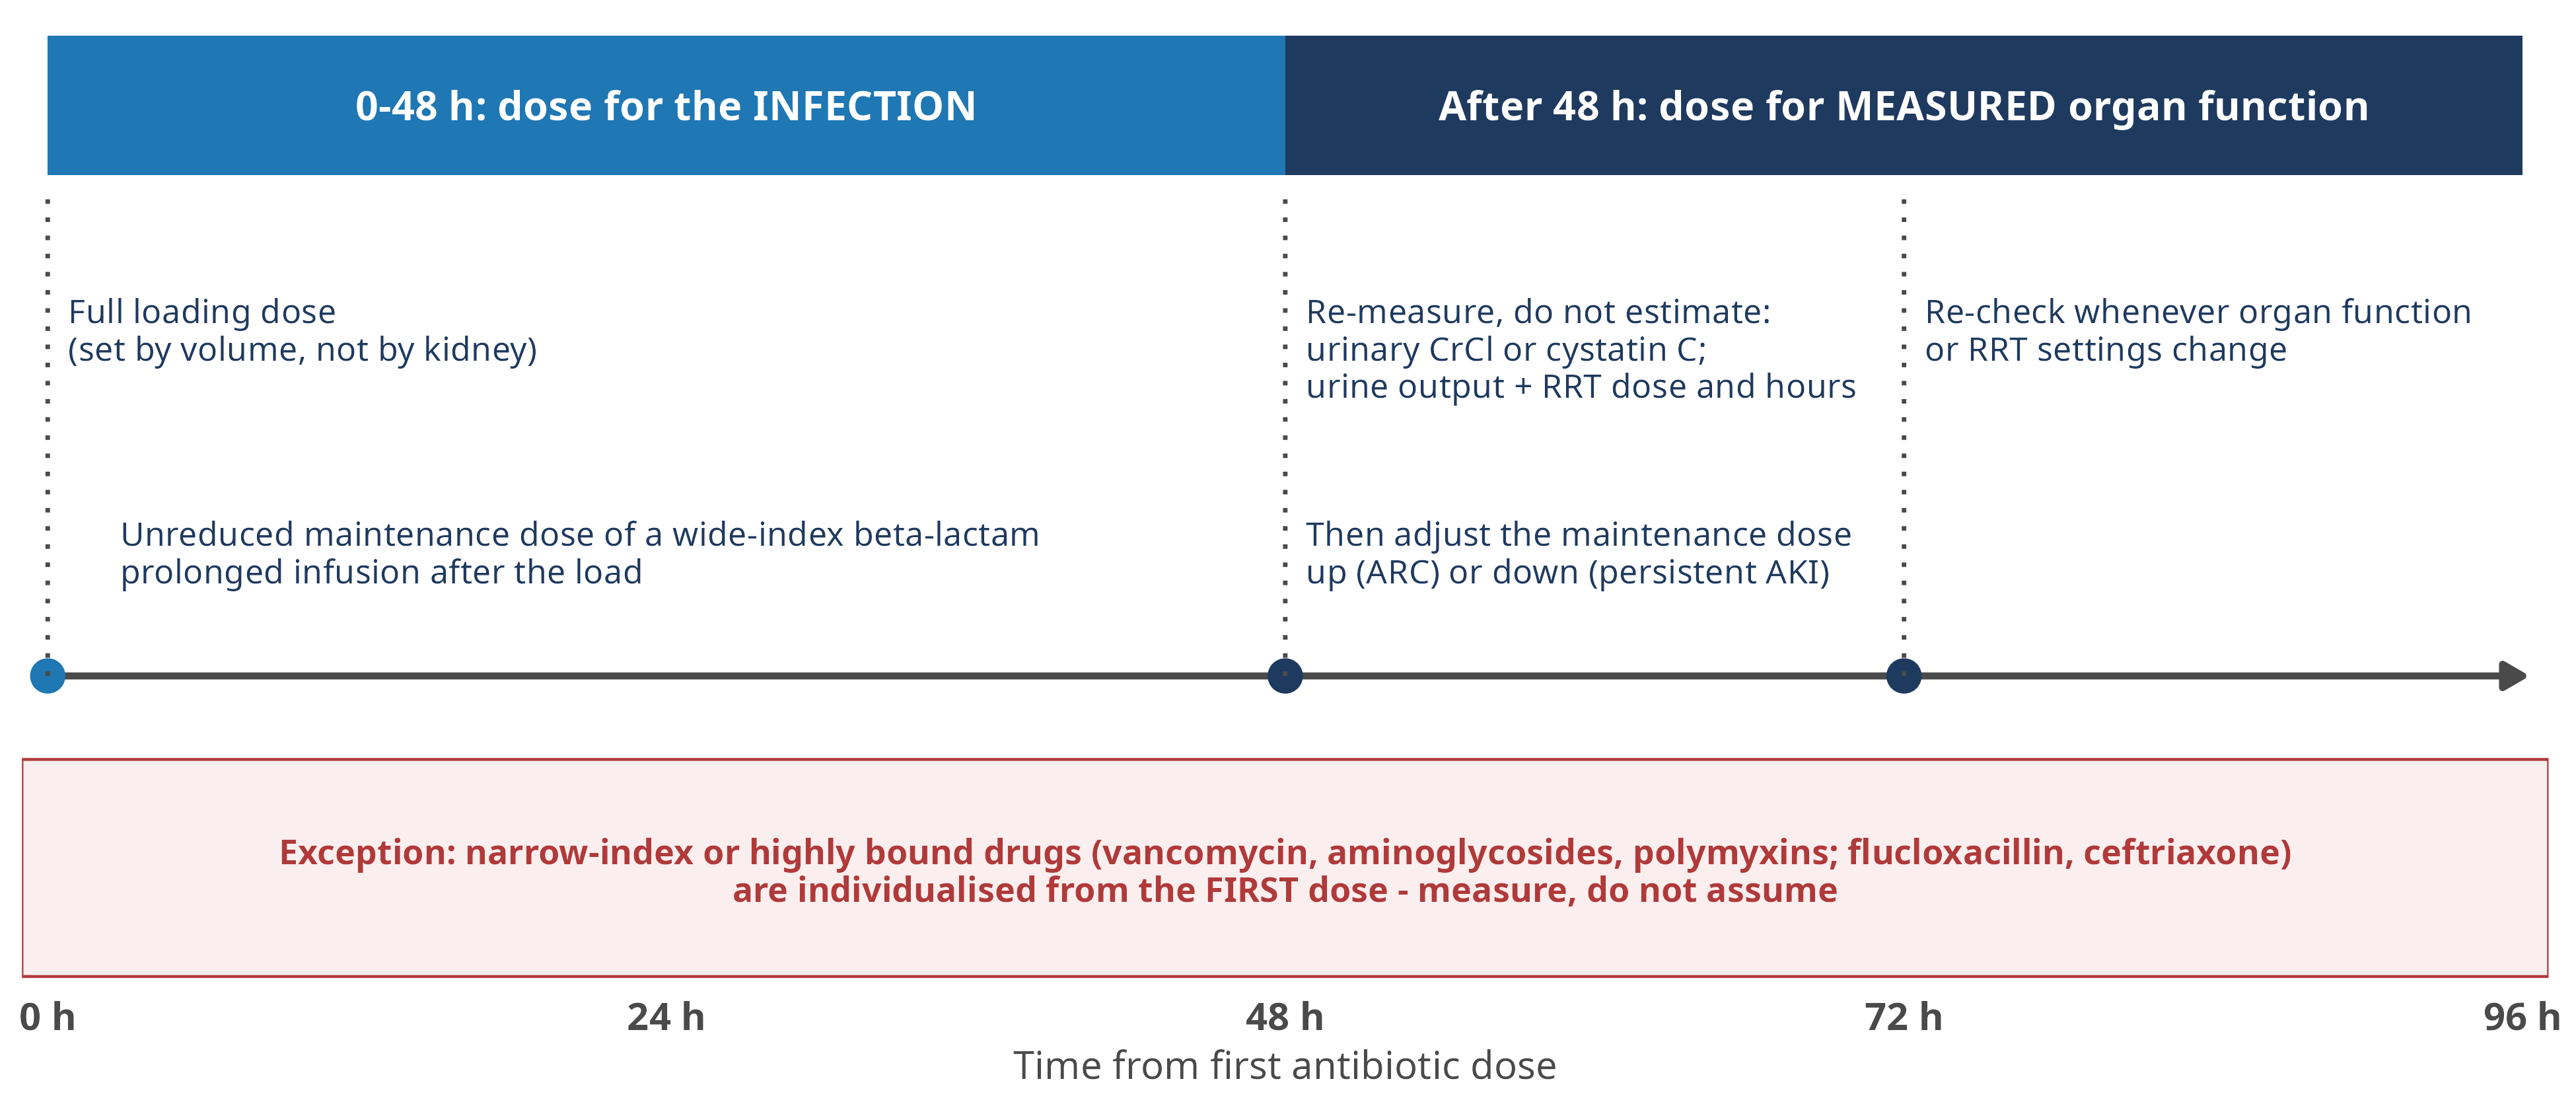 0-48 h: dose for the INFECTION
After 48 h: dose for MEASURED organ function
Full loading dose
(set by volume, not by kidney)
Re-measure, do not estimate:
urinary CrCl or cystatin C;
urine output + RRT dose and hours
Re-check whenever organ function
or RRT settings change
Unreduced maintenance dose of a wide-index beta-lactam
prolonged infusion after the load
Then adjust the maintenance dose
up (ARC) or down (persistent AKI)
Exception: narrow-index or highly bound drugs (vancomycin, aminoglycosides, polymyxins; flucloxacillin, ceftriaxone)
are individualised from the FIRST dose - measure, do not assume
0 h
24 h
48 h
72 h
96 h
Time from first antibiotic dose